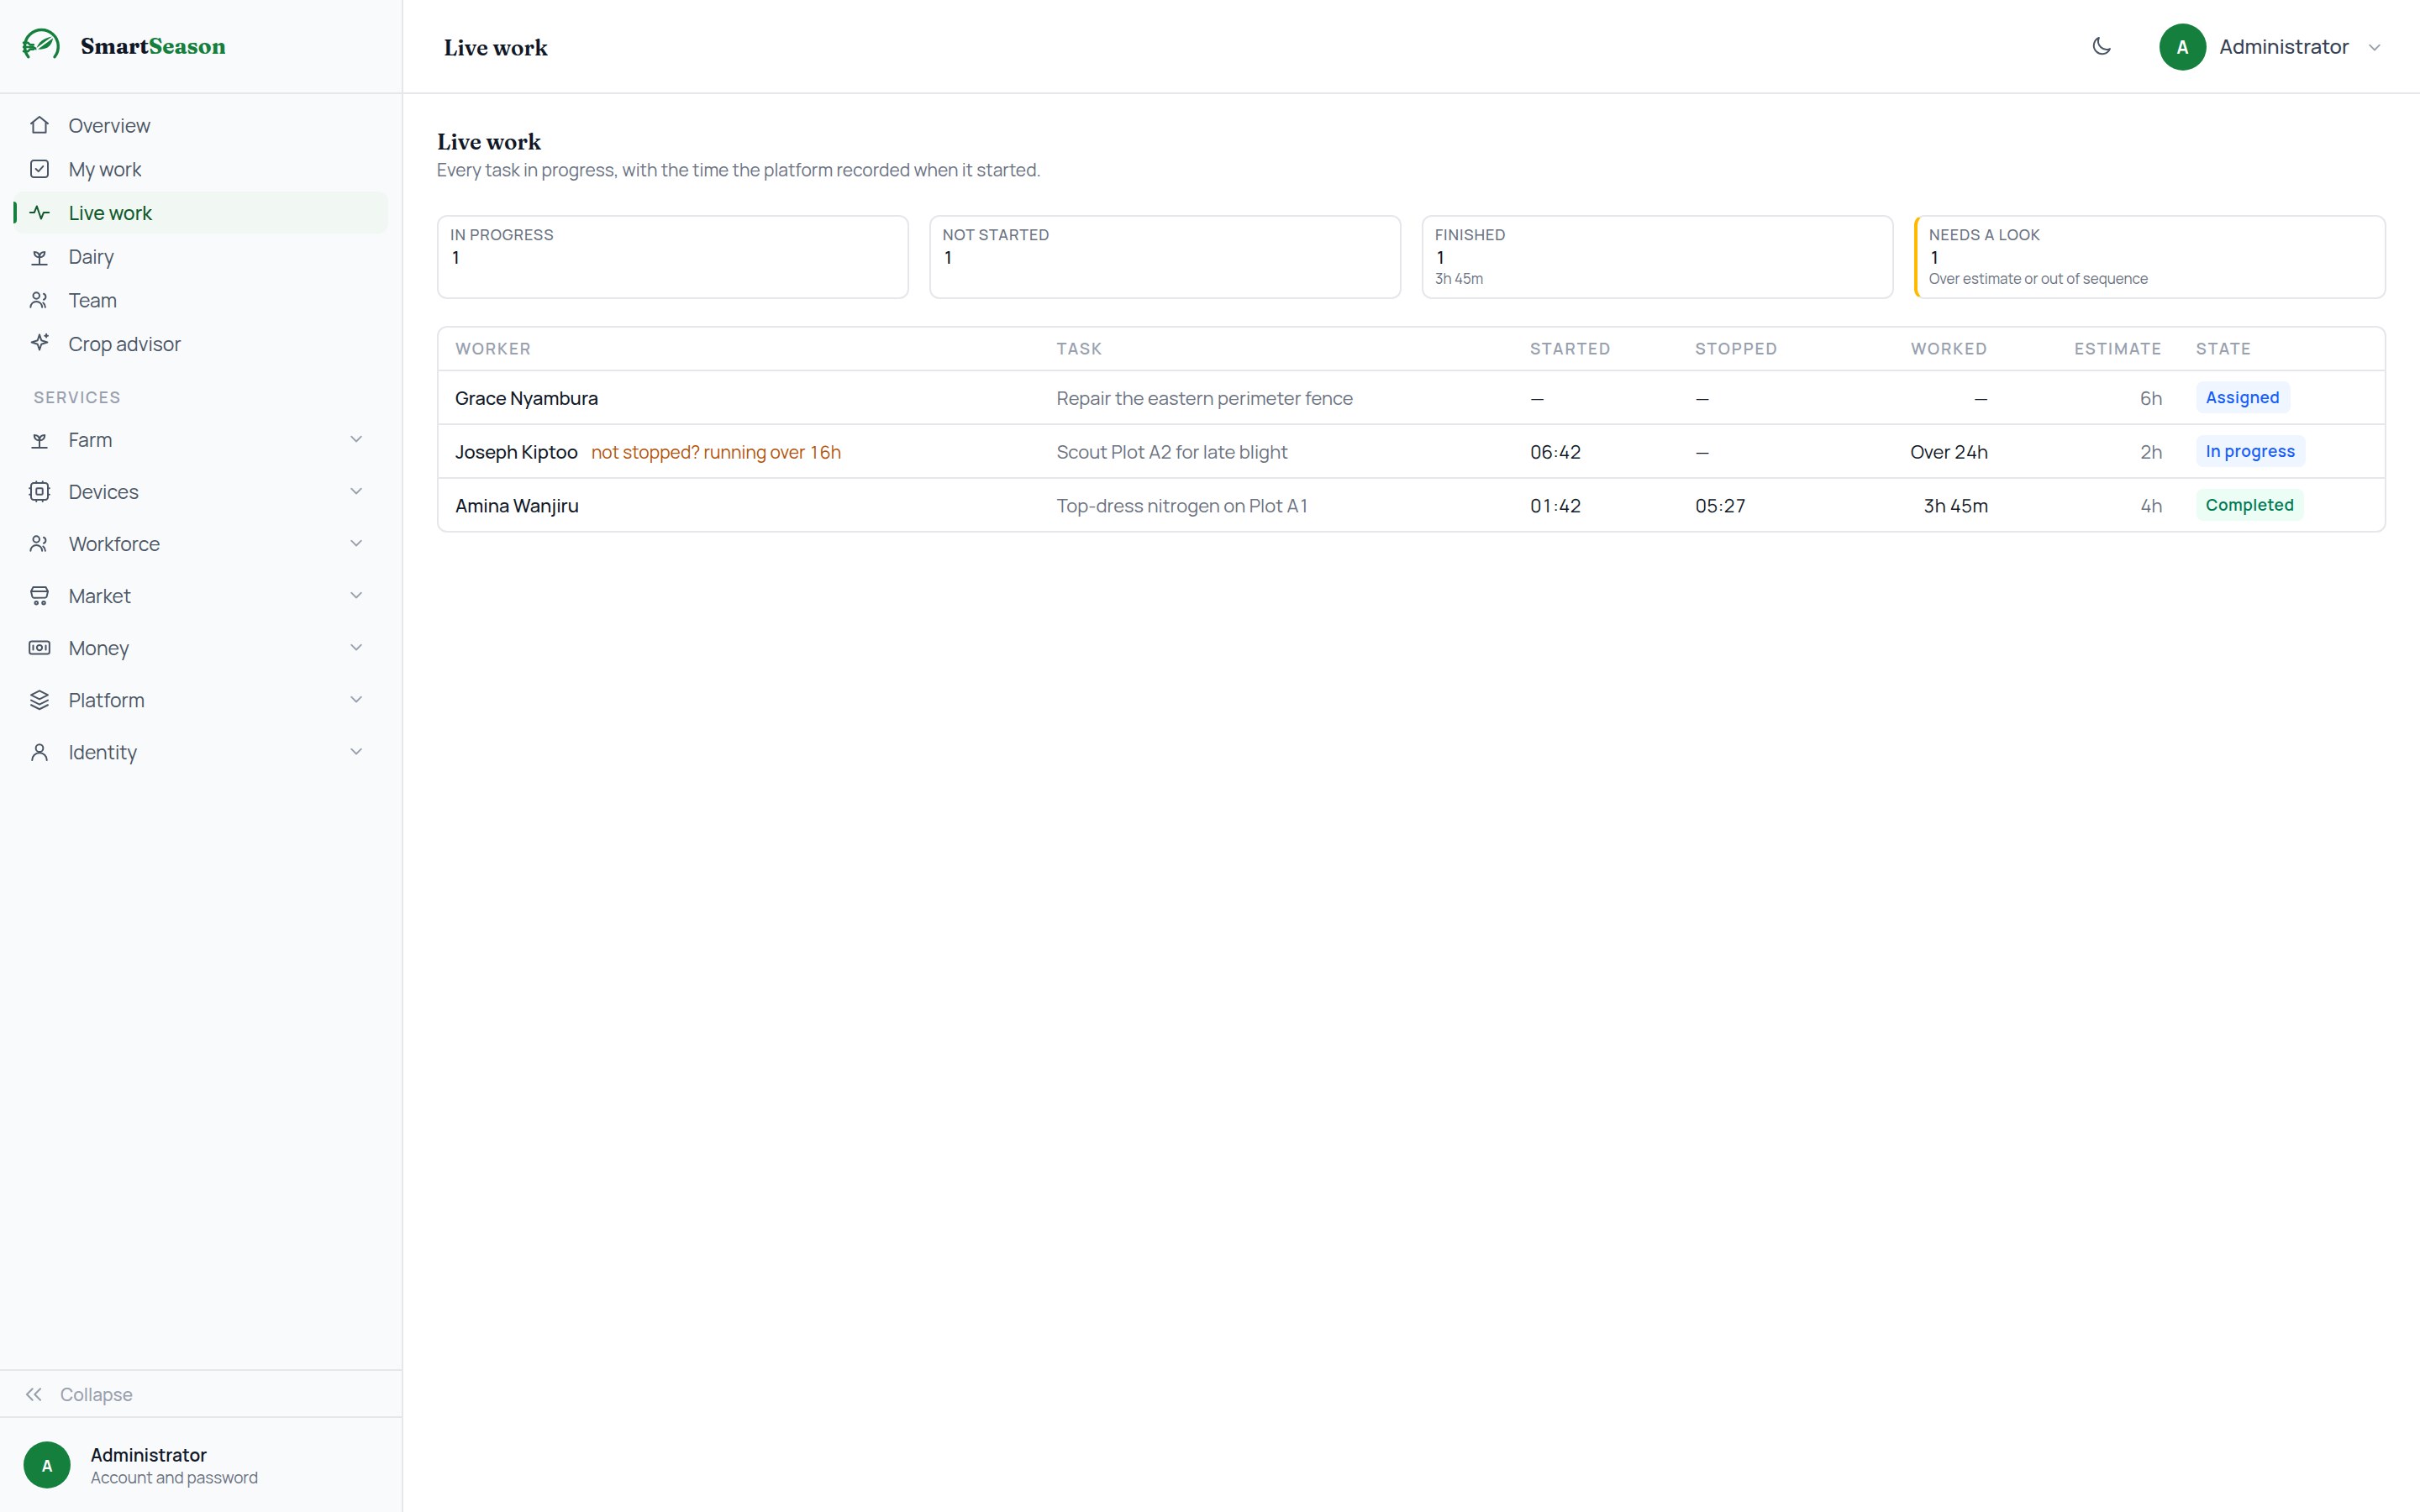 SmartSeason
Live work
A
Administrator
Overview
My work
Live work
Dairy
Team
Crop advisor
SERVICES
Farm
Devices
Workforce
Market
Money
Platform
Identity
Collapse
A
Administrator
Account and password
Live work
Every task in progress, with the time the platform recorded when it started.
IN PROGRESS
1
NOT STARTED
1
FINISHED
1
3h 45m
NEEDS A LOOK
1
Over estimate or out of sequence
WORKER TASK STARTED STOPPED WORKED ESTIMATE STATE
Grace Nyambura Repair the eastern perimeter fence — — — 6h Assigned
Joseph Kiptoo not stopped? running over 16h Scout Plot A2 for late blight 06:42 — Over 24h 2h In progress
Amina Wanjiru Top-dress nitrogen on Plot A1 01:42 05:27 3h 45m 4h Completed